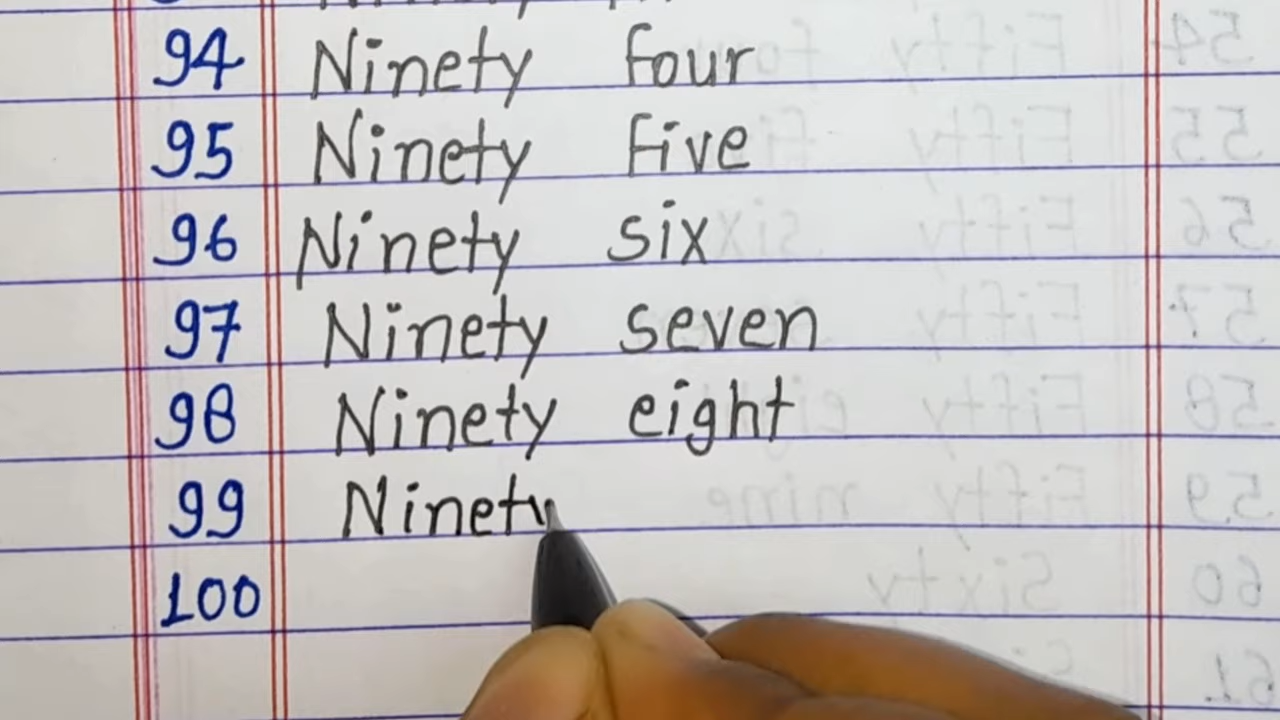 94 Ninety four
95 Ninety five
96 Ninety six
97 Ninety seven
98 Ninety eight
99 Ninety
100